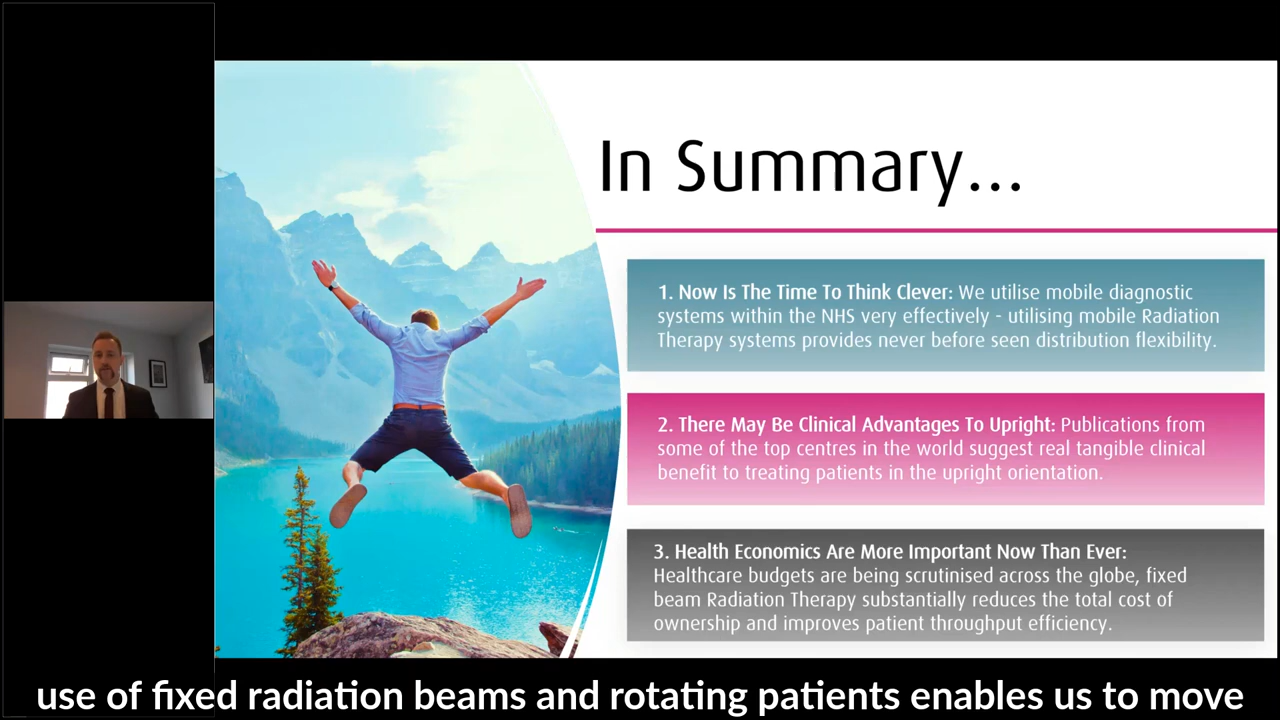 In Summary...
1. Now Is The Time To Think Clever: We utilise mobile diagnostic
systems within the NHS very effectively - utilising mobile Radiation
Therapy systems provides never before seen distribution flexibility.
2. There May Be Clinical Advantages To Upright: Publications from
some of the top centres in the world suggest real tangible clinical
benefit to treating patients in the upright orientation.
3. Health Economics Are More Important Now Than Ever:
Healthcare budgets are being scrutinised across the globe, fixed
beam Radiation Therapy substantially reduces the total cost of
ownership and improves patient throughput efficiency.
use of fixed radiation beams and rotating patients enables us to move